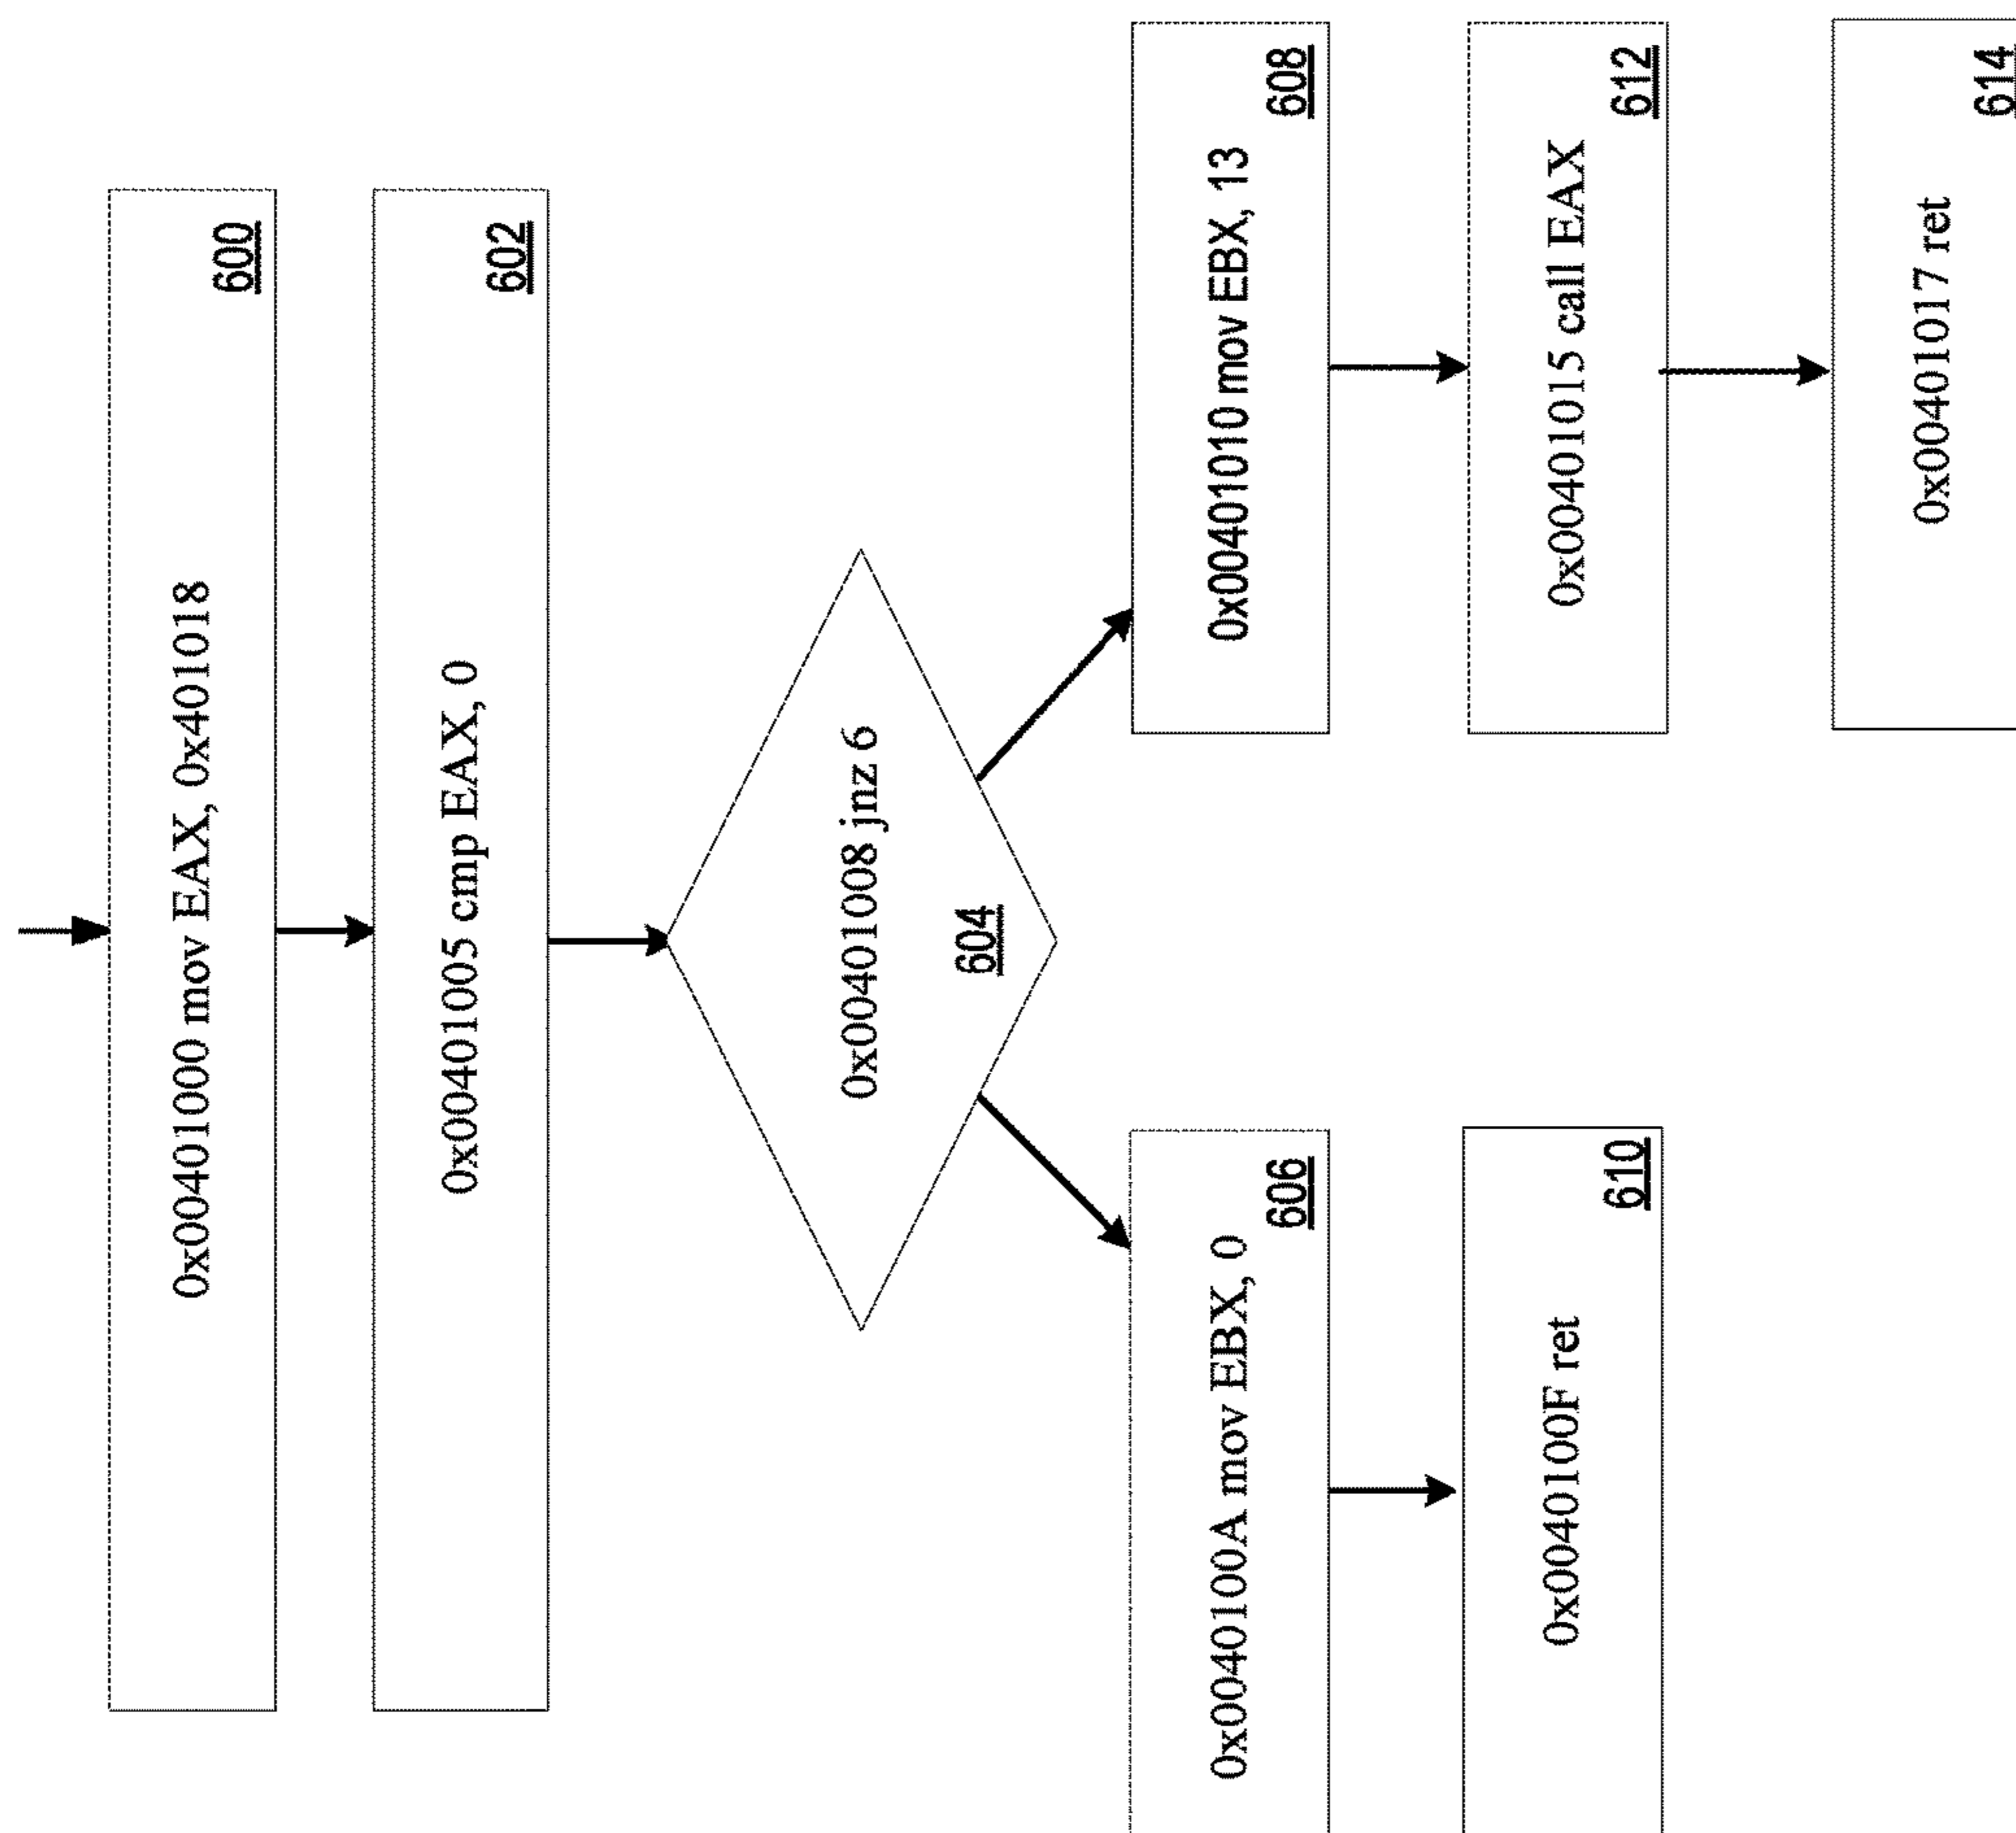 0x00401000 mov EAX, 0x401018
600
0x00401005 cmp EAX, 0
602
0x00401008 jnz 6
604
0x0040100A mov EBX, 0
606
0x00401010 mov EBX, 13
608
0x0040100F ret
610
0x00401015 call EAX
612
0x00401017 ret
614